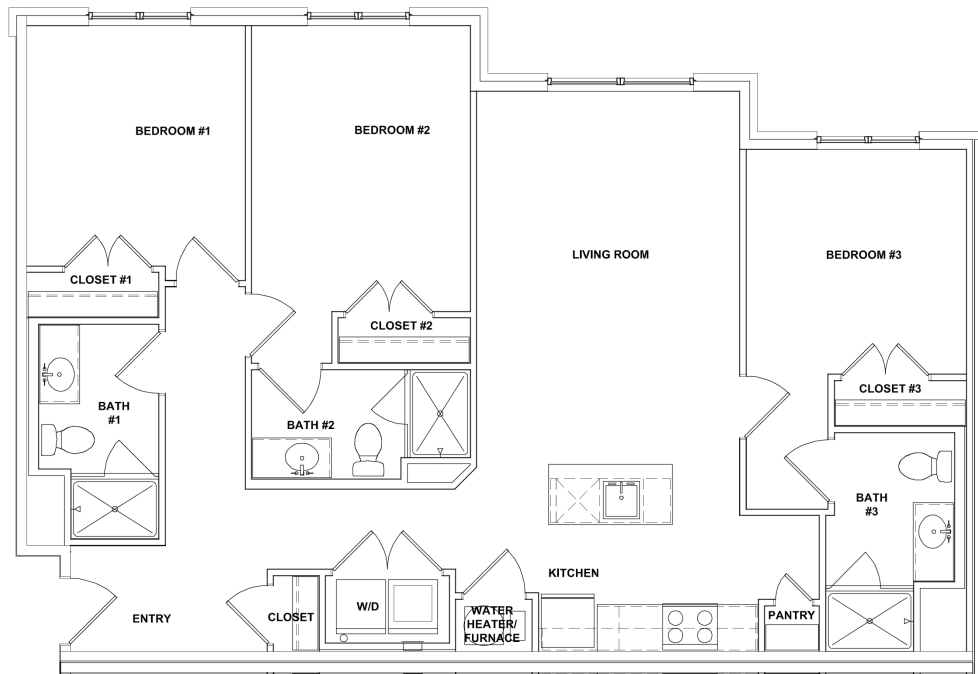 BEDROOM #1
BEDROOM #2
LIVING ROOM
BEDROOM #3
CLOSET #1
CLOSET #2
CLOSET #3
BATH
#1
BATH #2
BATH
#3
KITCHEN
ENTRY
CLOSET
W/D
WATER
HEATER/
FURNACE
PANTRY